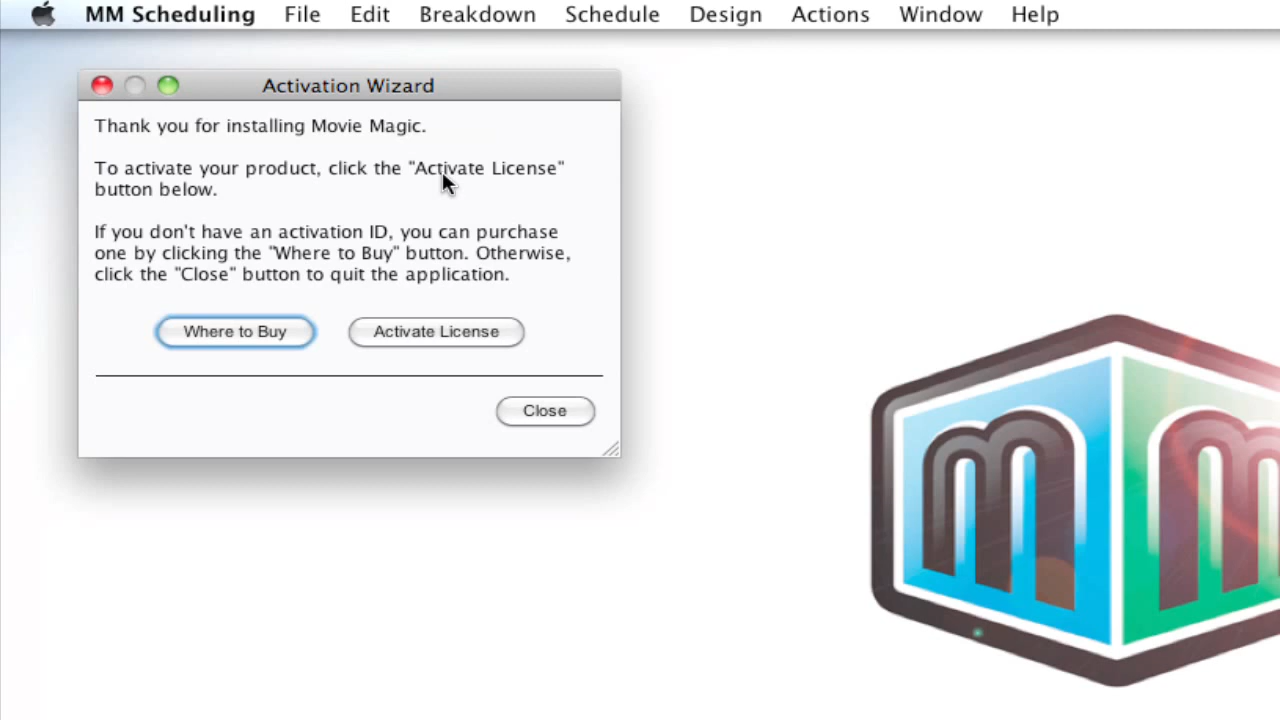 MM Scheduling File Edit Breakdown Schedule Design Actions Window Help
Activation Wizard
Thank you for installing Movie Magic.
To activate your product, click the "Activate License"
button below.
If you don't have an activation ID, you can purchase
one by clicking the "Where to Buy" button. Otherwise,
click the "Close" button to quit the application.
Where to Buy Activate License
Close
m m